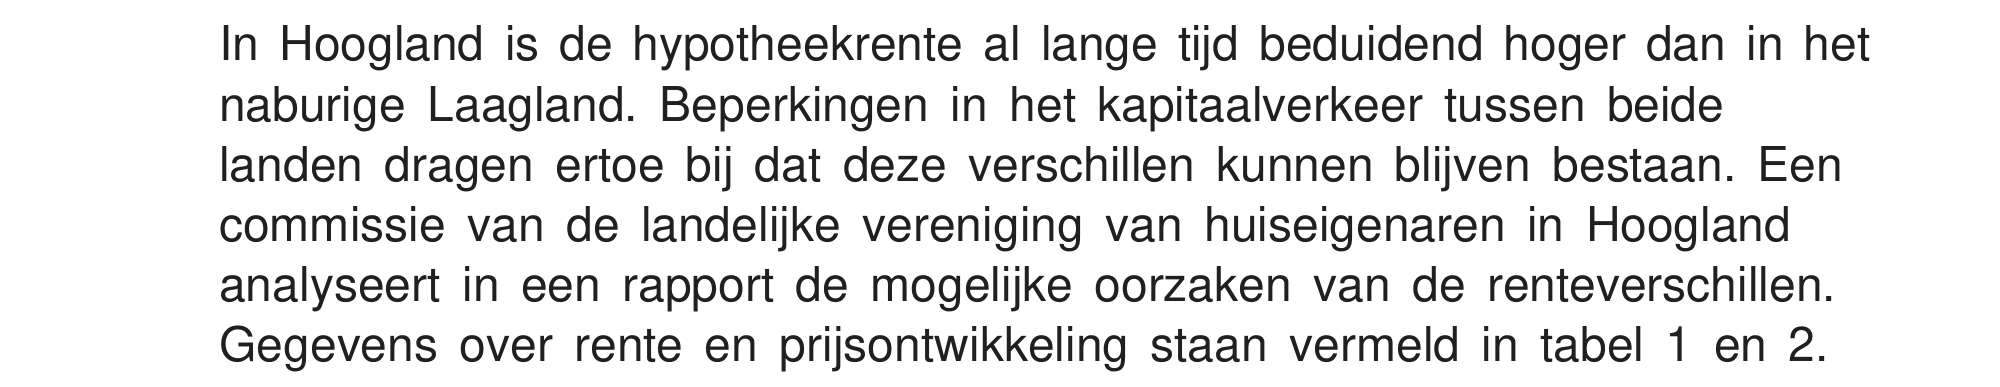 In Hoogland is de hypotheekrente al lange tijd beduidend hoger dan in het
naburige Laagland. Beperkingen in het kapitaalverkeer tussen beide
landen dragen ertoe bij dat deze verschillen kunnen blijven bestaan. Een
commissie van de landelijke vereniging van huiseigenaren in Hoogland
analyseert in een rapport de mogelijke oorzaken van de renteverschillen.
Gegevens over rente en prijsontwikkeling staan vermeld in tabel 1 en 2.